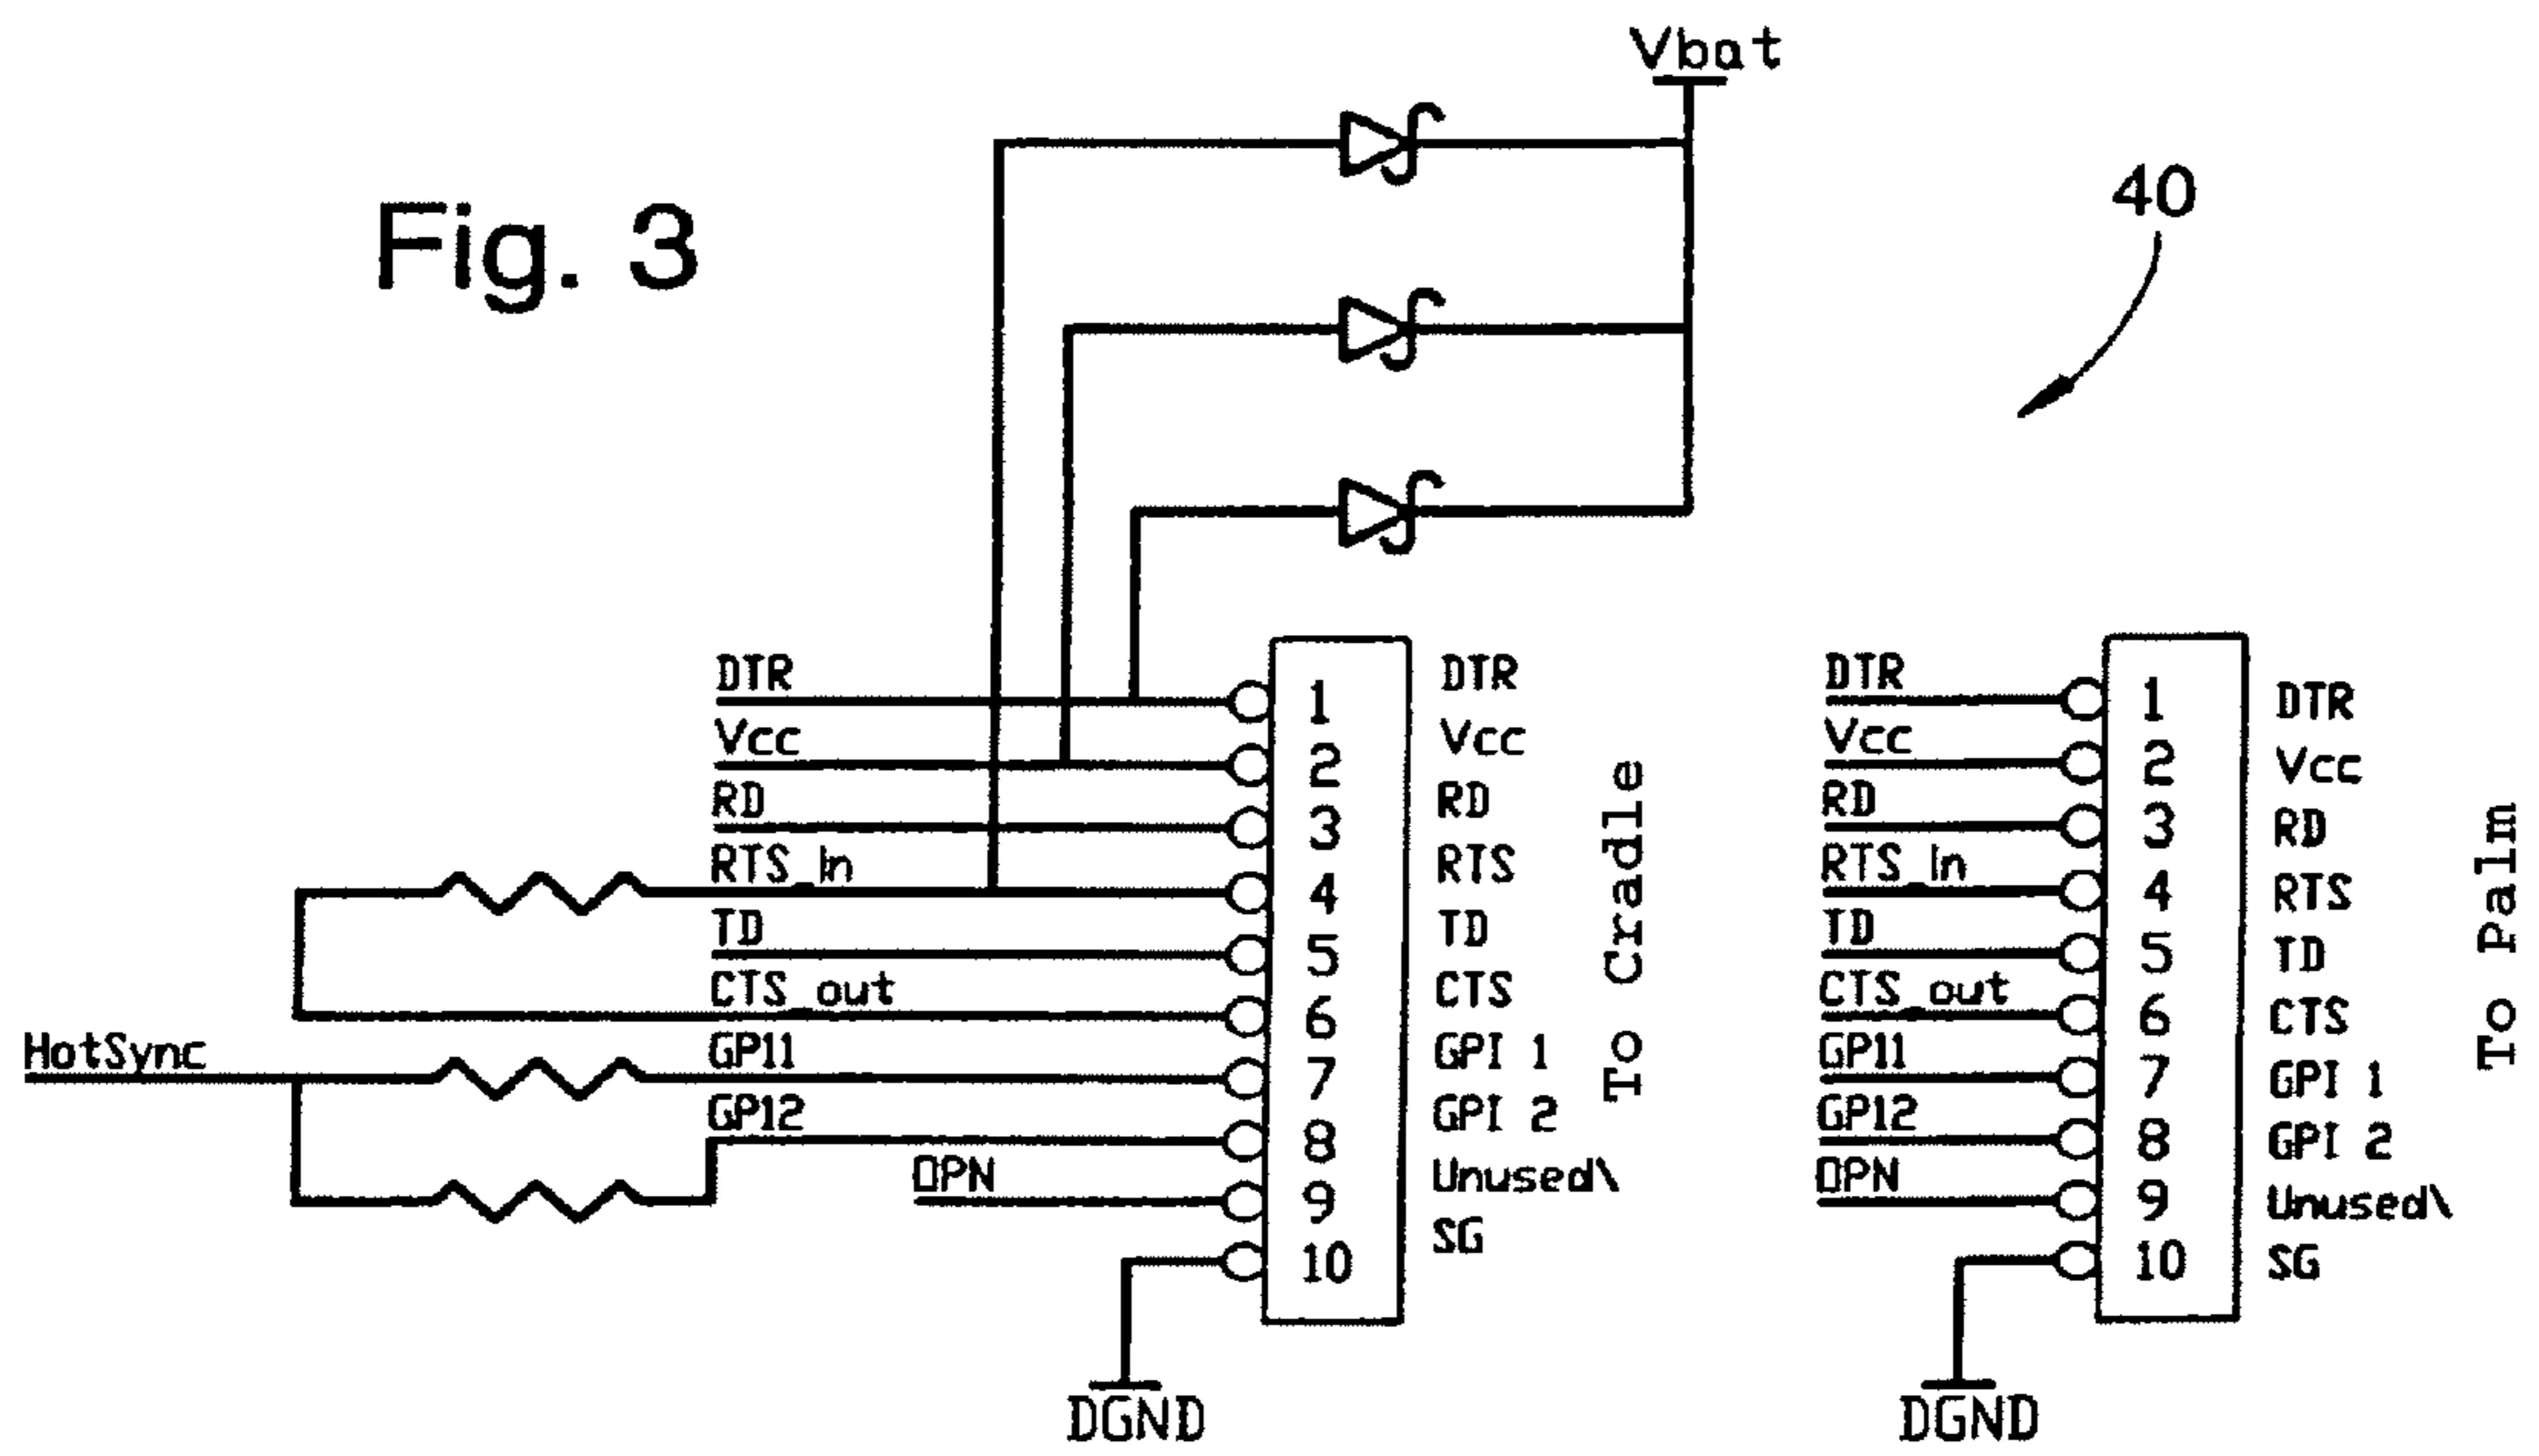 Vbat
40
Fig. 3
DTR
Vcc
RD
RTS_In
TD
CTS_out
HotSync
GP11
GP12
OPN
DGND
1
2
3
4
5
6
7
8
9
10
DTR
Vcc
RD
RTS
TD
CTS
GPI 1
GPI 2
Unused\
SG
To Cradle
DTR
Vcc
RD
RTS_In
TD
CTS_out
GP11
GP12
OPN
DGND
1
2
3
4
5
6
7
8
9
10
DTR
Vcc
RD
RTS
TD
CTS
GPI 1
GPI 2
Unused\
SG
To Palm